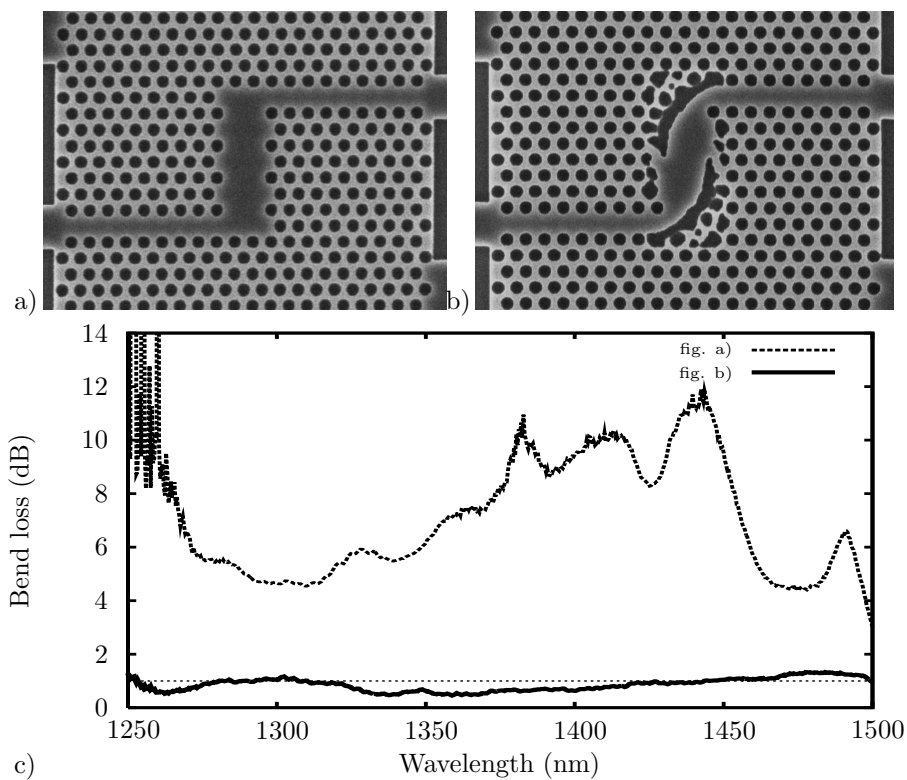 a)
b)
14
12
10
8
6
4
2
0
fig. a)
fig. b)
Bend loss (dB)
1250 1300 1350 1400 1450 1500
Wavelength (nm)
c)